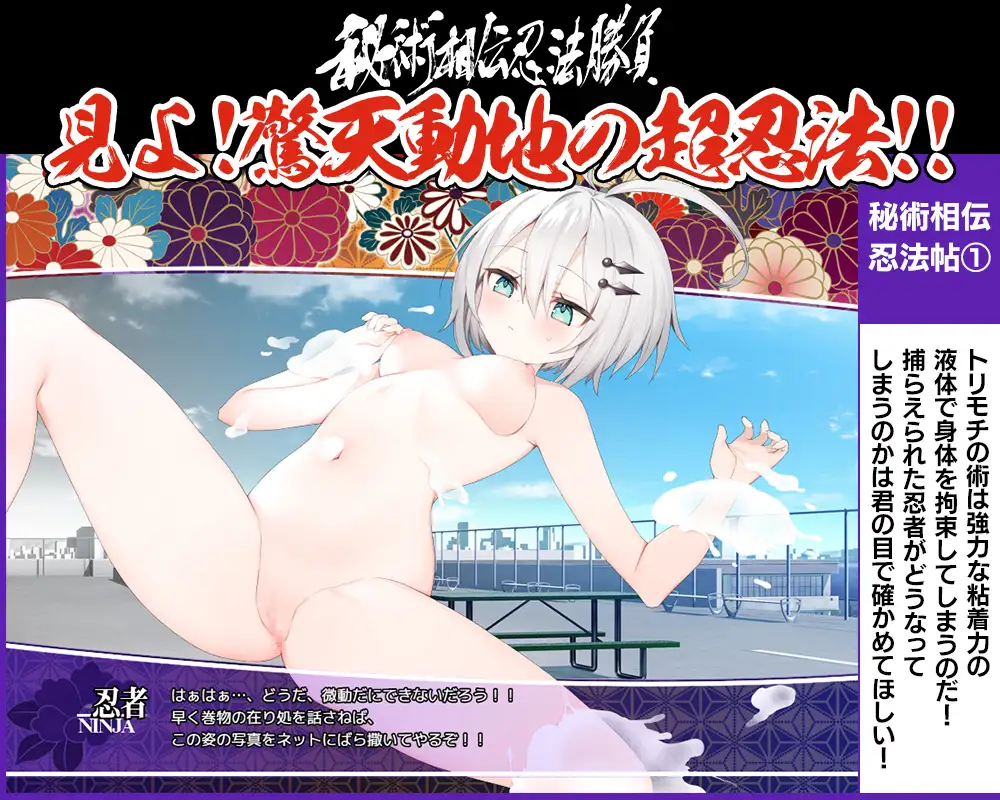 秘術相伝忍法勝負
見よ！驚天動地の超忍法！！
秘術相伝
忍法帖①
トリモチの術は強力な粘着力の
液体で身体を拘束してしまうのだ！
捕らえられた忍者がどうなって
しまうのかは君の目で確かめてほしい！
忍者
NINJA
はぁはぁ…、どうだ、微動だにできないだろう！！
早く巻物の在り処を話さねば、
この姿の写真をネットにばら撒いてやるぞ！！